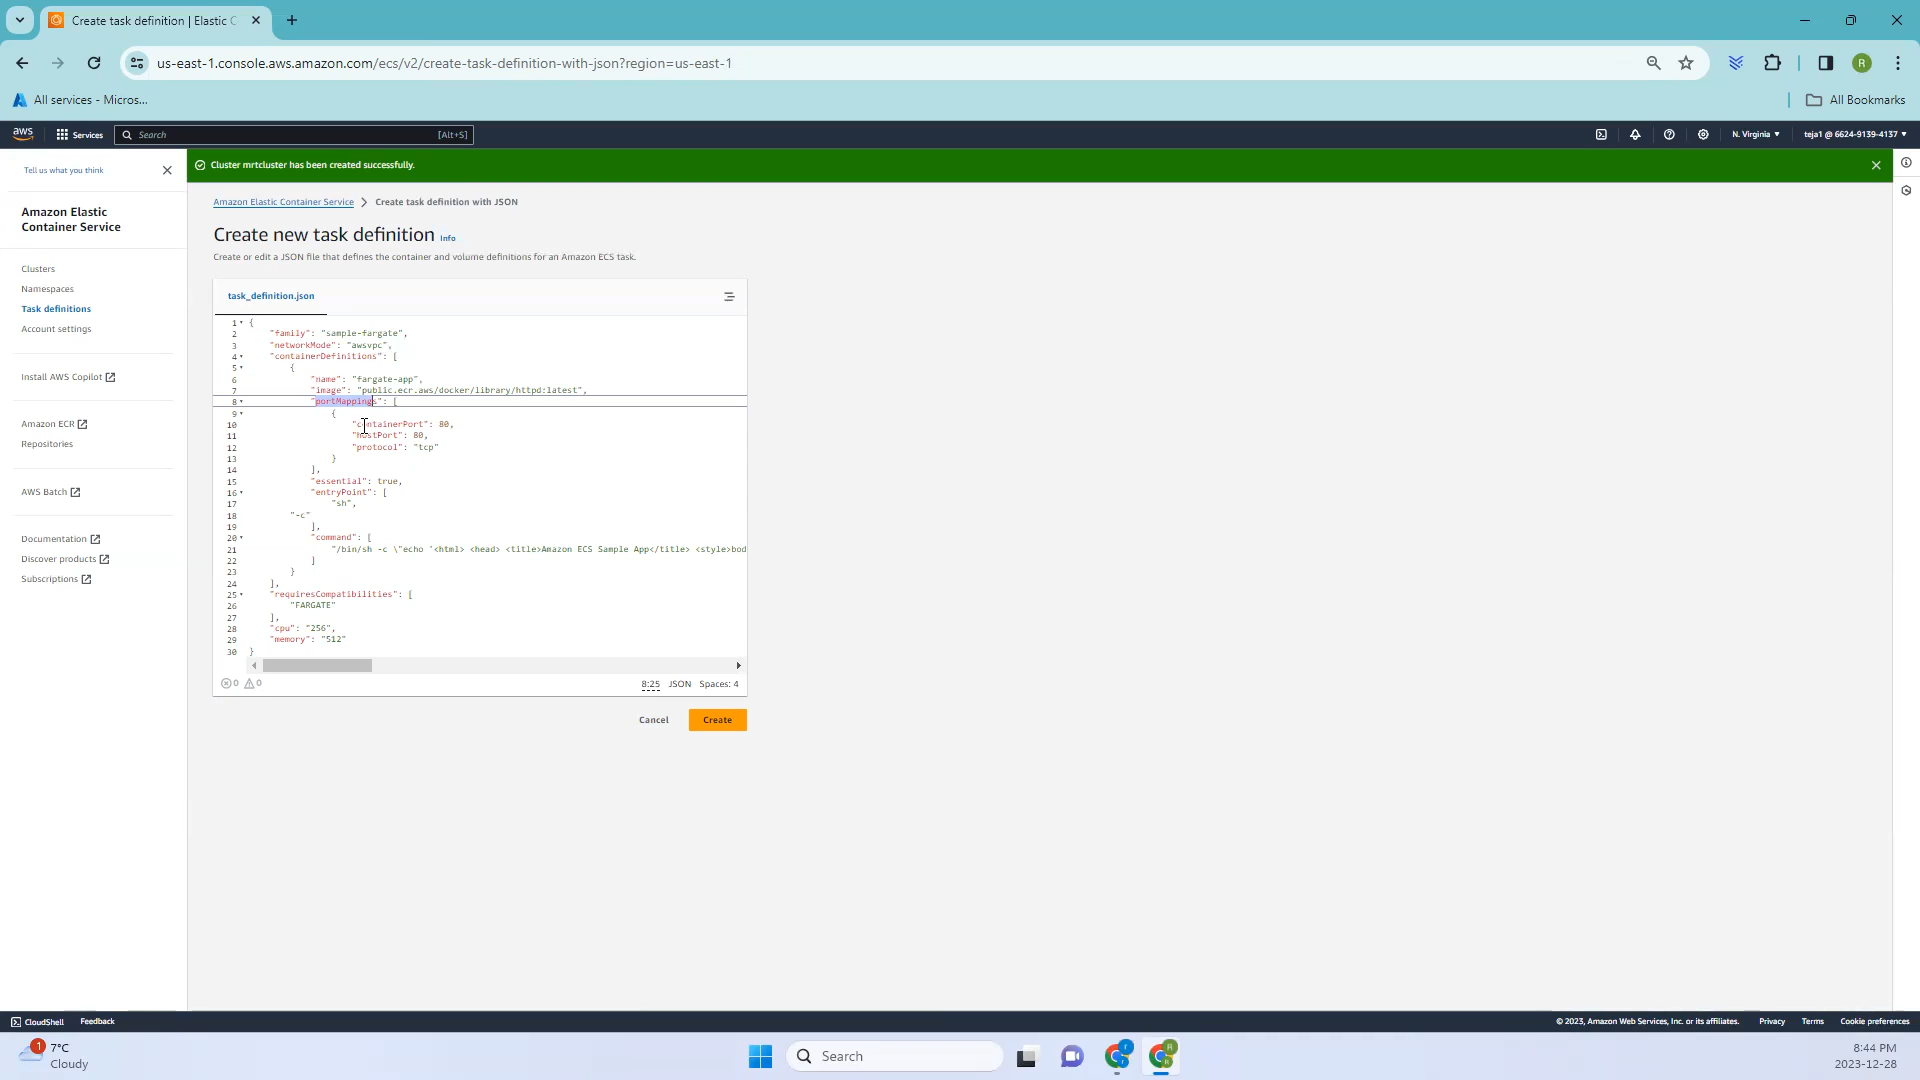 Create task definition | Elastic C
us-east-1.console.aws.amazon.com/ecs/v2/create-task-definition-with-json?region=us-east-1
R
All services - Micros...
All Bookmarks
aws
Services
Search
[Alt+S]
N. Virginia
teja1 @ 6624-9139-4137
Tell us what you think
Cluster mrtcluster has been created successfully.
Amazon Elastic Container Service
Create task definition with JSON
Amazon Elastic
Container Service
Create new task definition
Info
Create or edit a JSON file that defines the container and volume definitions for an Amazon ECS task.
Clusters
Namespaces
Task definitions
Account settings
Install AWS Copilot
Amazon ECR
Repositories
AWS Batch
Documentation
Discover products
Subscriptions
task_definition.json
1 {
2 "family": "sample-fargate",
3 "networkMode": "awsvpc",
4 "containerDefinitions": [
5 {
6 "name": "fargate-app",
7 "image": "public.ecr.aws/docker/library/httpd:latest",
8 "portMappings": [
9 {
10 "containerPort": 80,
11 "hostPort": 80,
12 "protocol": "tcp"
13 }
14 ],
15 "essential": true,
16 "entryPoint": [
17 "sh",
18 "-c"
19 ],
20 "command": [
21 "/bin/sh -c \"echo '<html> <head> <title>Amazon ECS Sample App</title> <style>bod
22 ]
23 }
24 ],
25 "requiresCompatibilities": [
26 "FARGATE"
27 ],
28 "cpu": "256",
29 "memory": "512"
30 }
0
0
8:25
JSON
Spaces: 4
Cancel
Create
CloudShell
Feedback
© 2023, Amazon Web Services, Inc. or its affiliates.
Privacy
Terms
Cookie preferences
1
7°C
Cloudy
Search
8:44 PM
2023-12-28